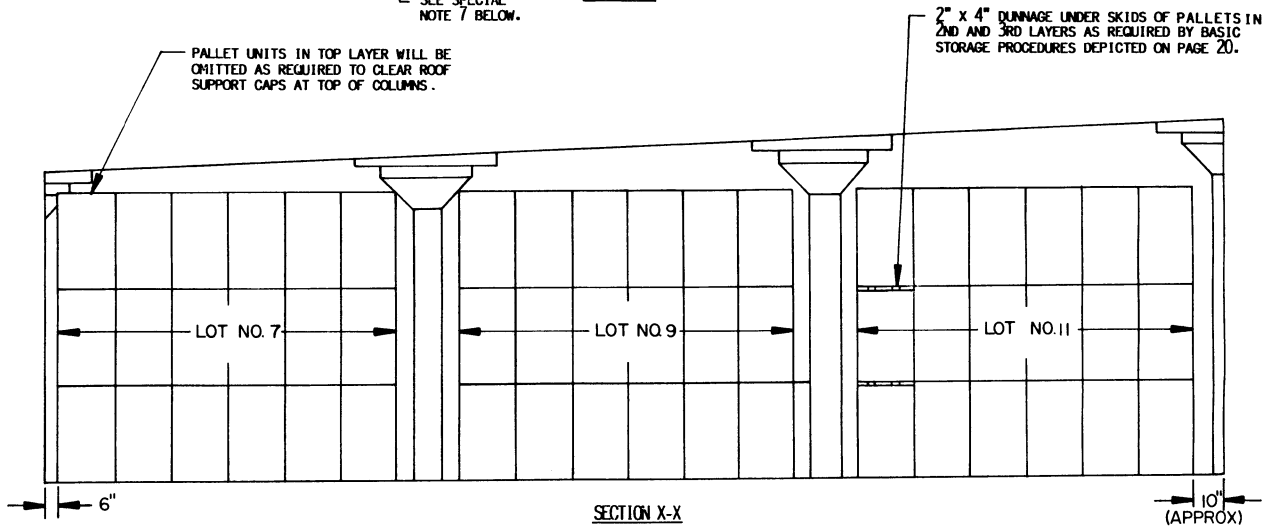 SEE SPECIAL
NOTE 7 BELOW.
2" x 4" DUNNAGE UNDER SKIDS OF PALLETS IN
2ND AND 3RD LAYERS AS REQUIRED BY BASIC
STORAGE PROCEDURES DEPICTED ON PAGE 20.
PALLET UNITS IN TOP LAYER WILL BE
OMITTED AS REQUIRED TO CLEAR ROOF
SUPPORT CAPS AT TOP OF COLUMNS.
LOT NO. 7
LOT NO. 9
LOT NO. 11
6"
SECTION X-X
10"
(APPROX)